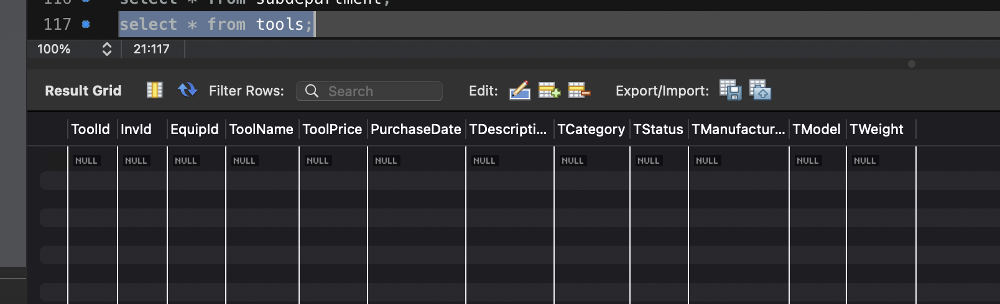 116 select * from subdepartment;
117 select * from tools;
100% 21:117
Result Grid Filter Rows: Search Edit: Export/Import:
ToolId InvId EquipId ToolName ToolPrice PurchaseDate TDescripti... TCategory TStatus TManufactur... TModel TWeight
NULL NULL NULL NULL NULL NULL NULL NULL NULL NULL NULL NULL